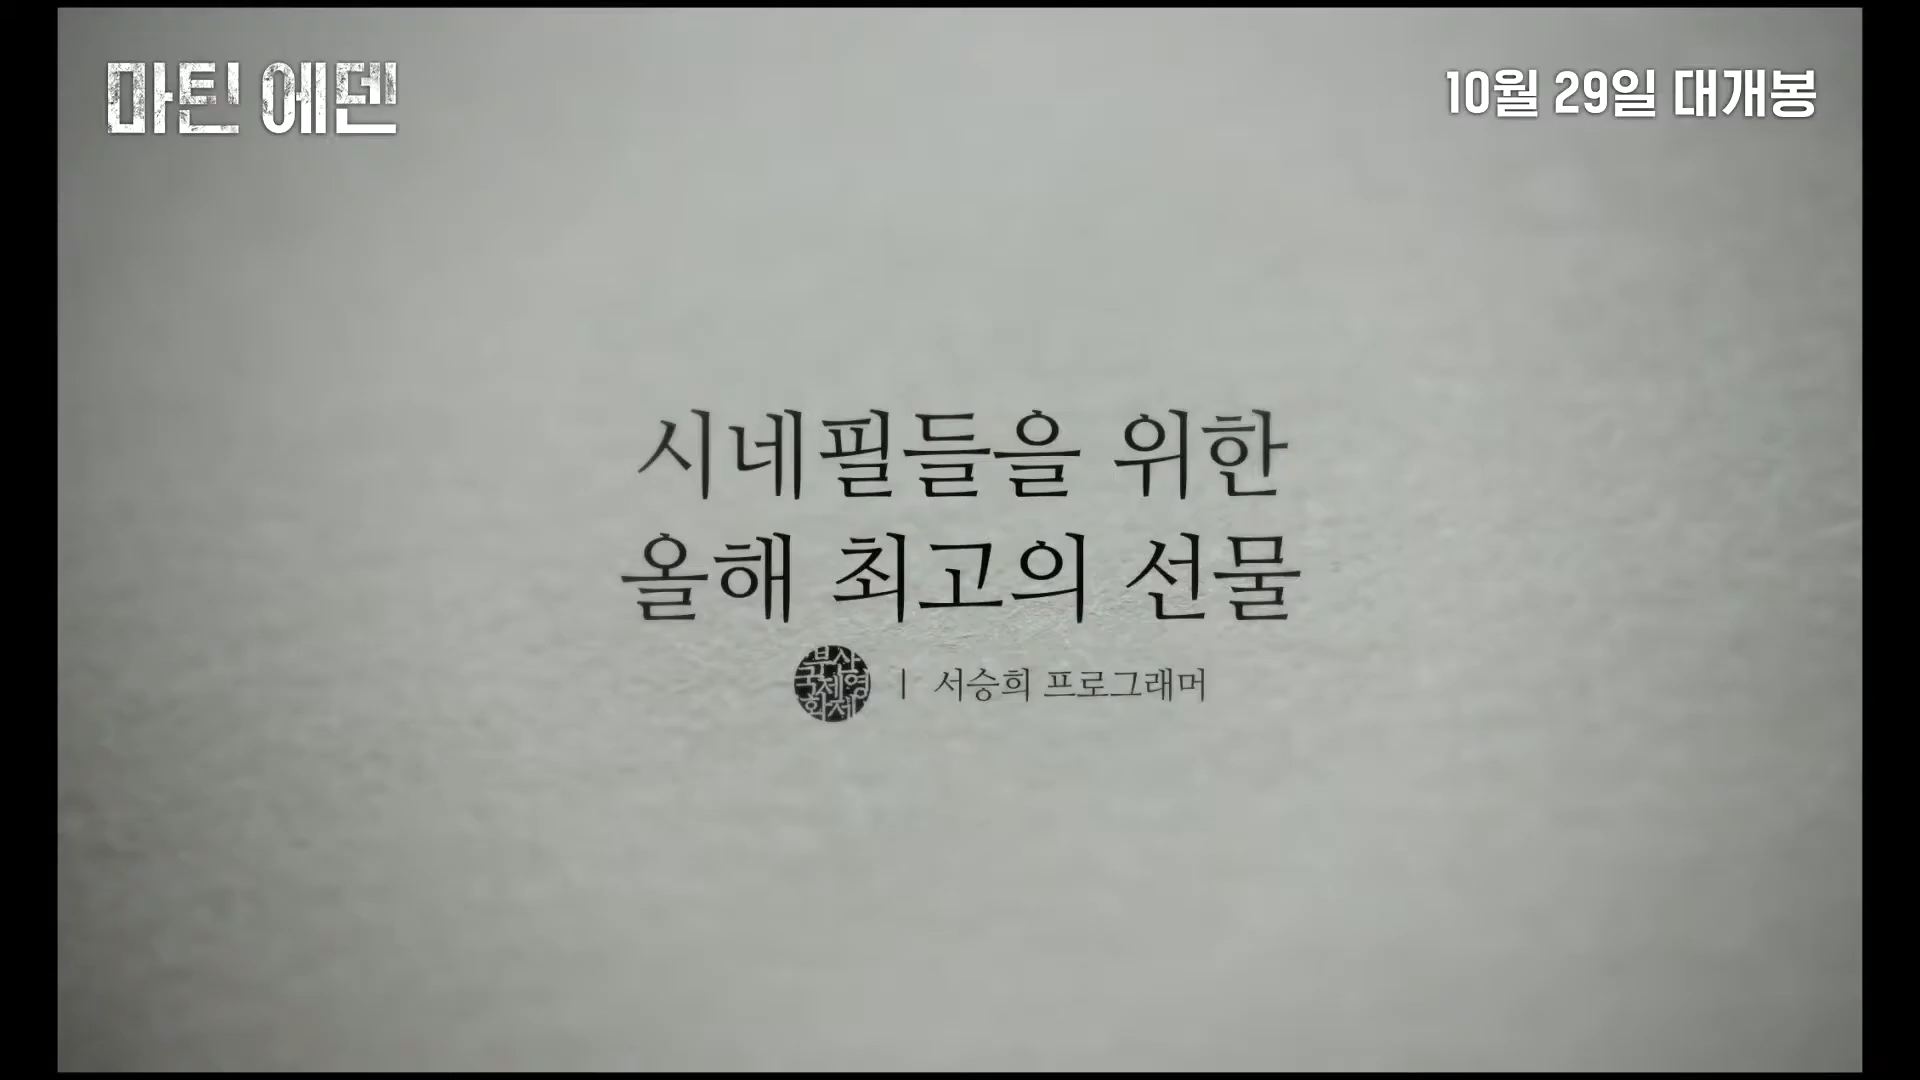 마틴 에덴
10월 29일 대개봉
시네필들을 위한
올해 최고의 선물
부산
국제영
화제
| 서승희 프로그래머